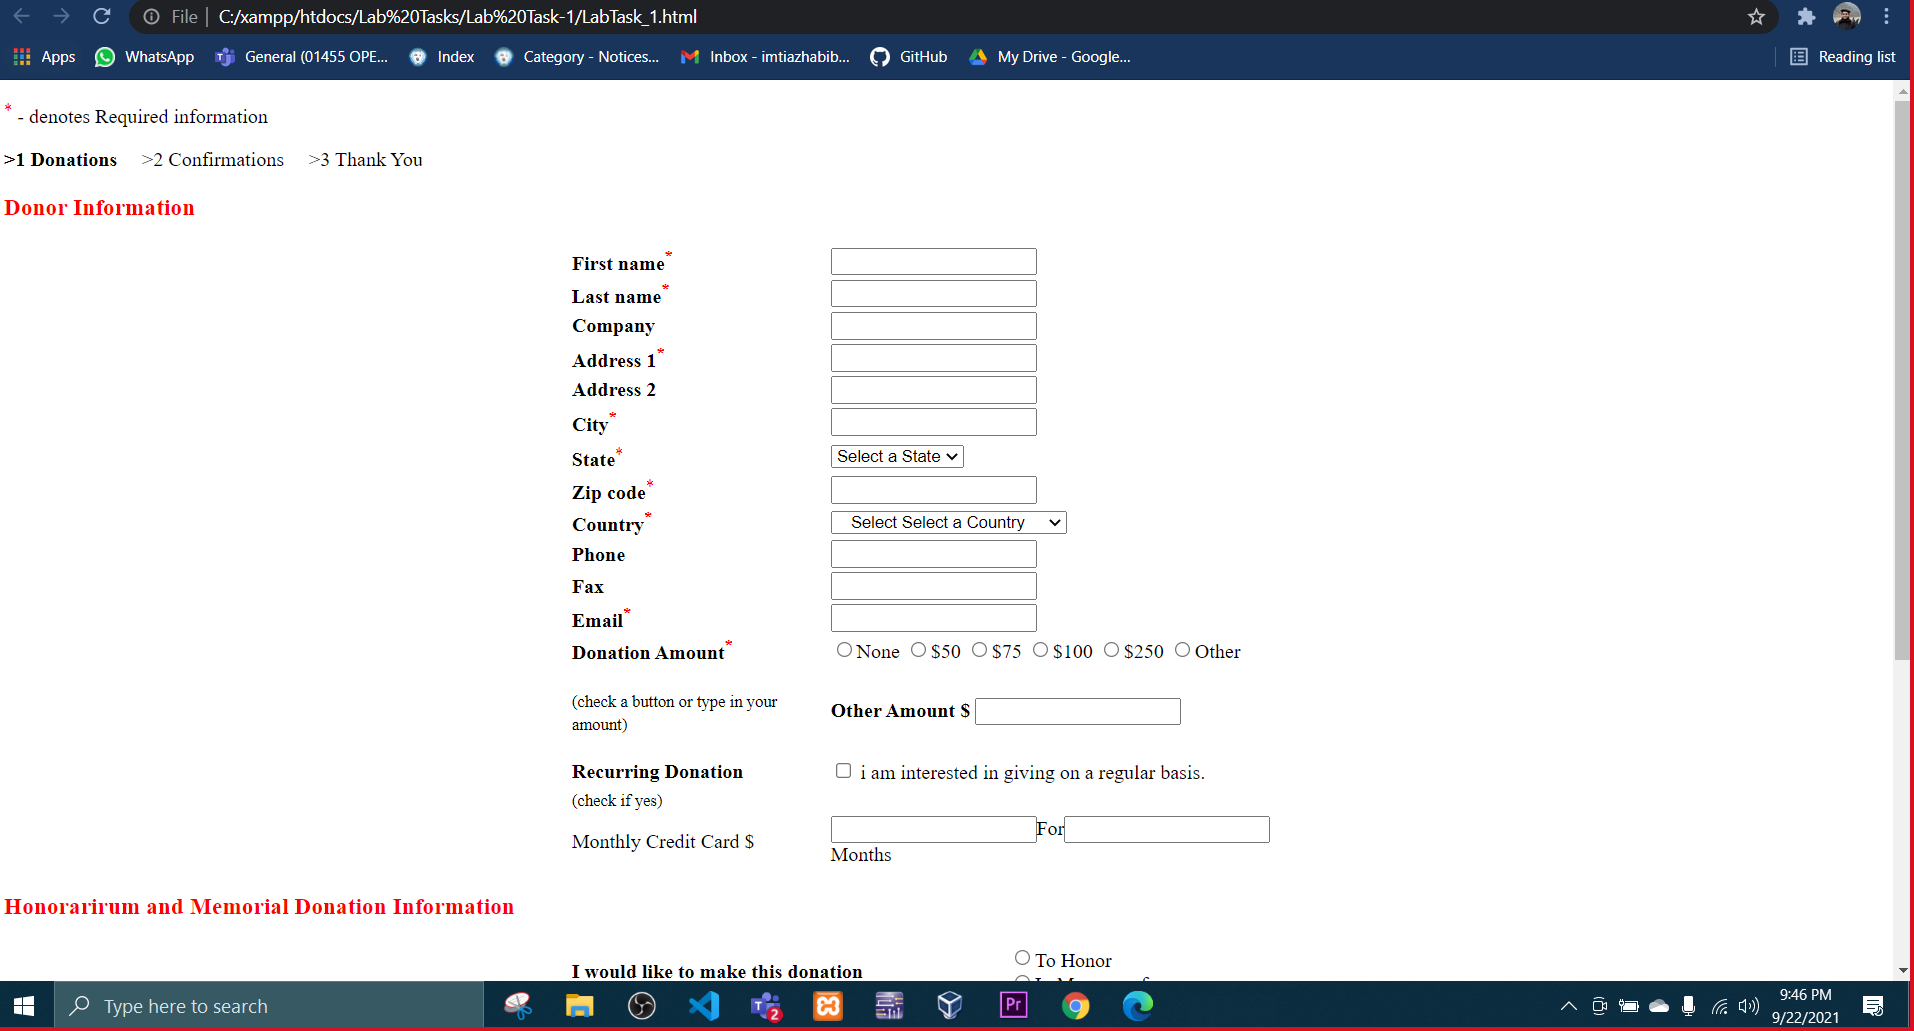 File | C:/xampp/htdocs/Lab%20Tasks/Lab%20Task-1/LabTask_1.html
Apps WhatsApp General (01455 OPE... Index Category - Notices... Inbox - imtiazhabib... GitHub My Drive - Google... Reading list
* - denotes Required information
>1 Donations >2 Confirmations >3 Thank You
Donor Information
First name*
Last name*
Company
Address 1*
Address 2
City*
State* Select a State
Zip code*
Country* Select Select a Country
Phone
Fax
Email*
Donation Amount* None $50 $75 $100 $250 Other
(check a button or type in your
amount)
Other Amount $
Recurring Donation i am interested in giving on a regular basis.
(check if yes)
Monthly Credit Card $ For
Months
Honorarirum and Memorial Donation Information
I would like to make this donation To Honor
Type here to search
2
Pr
9:46 PM
9/22/2021